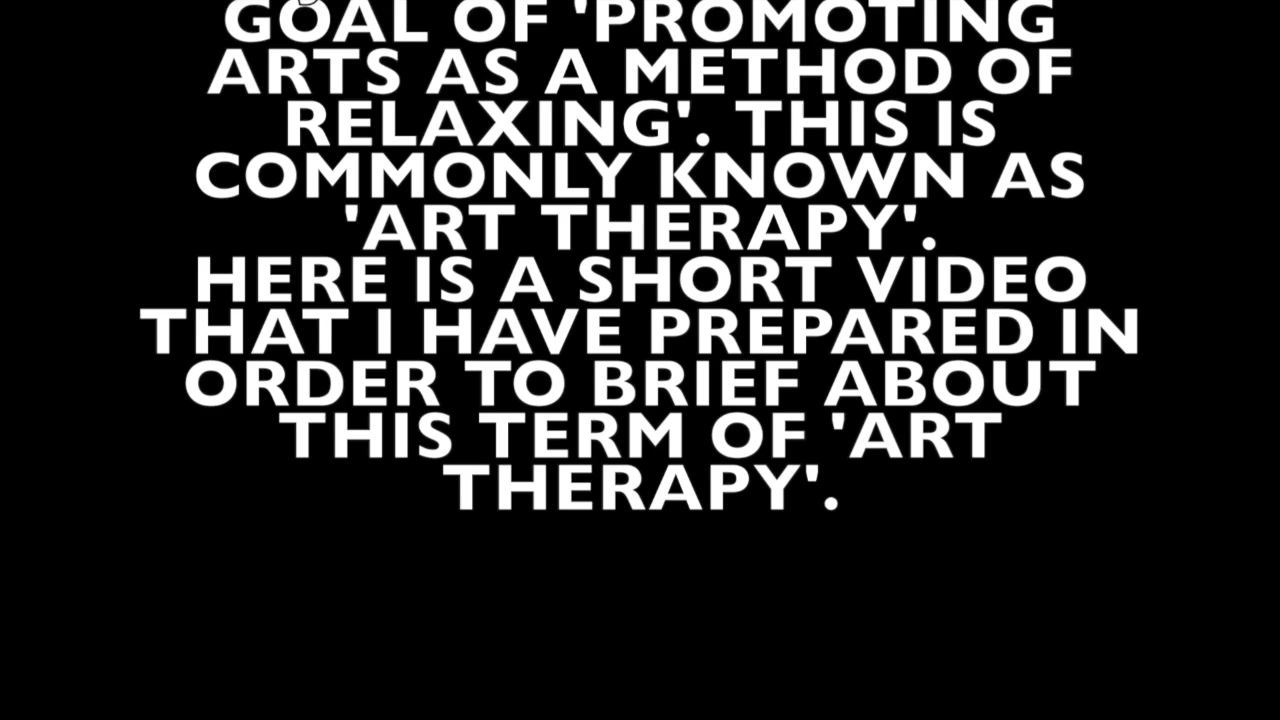 GOAL OF 'PROMOTING
ARTS AS A METHOD OF
RELAXING'. THIS IS
COMMONLY KNOWN AS
'ART THERAPY'.
HERE IS A SHORT VIDEO
THAT I HAVE PREPARED IN
ORDER TO BRIEF ABOUT
THIS TERM OF 'ART
THERAPY'.